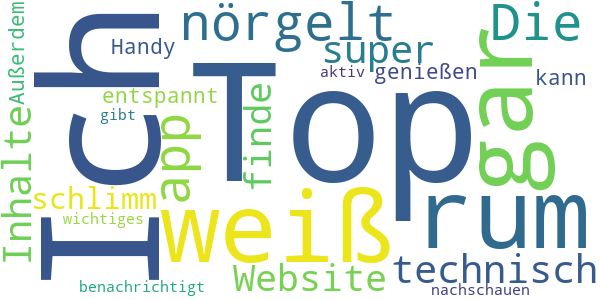 Ich
Top
weiß
rum
gar
Die
nörgelt
super
app
technisch
Website
Inhalte
finde
schlimm
Außerdem
Handy
entspannt
genießen
kann
aktiv
gibt
wichtiges
benachrichtigt
nachschauen